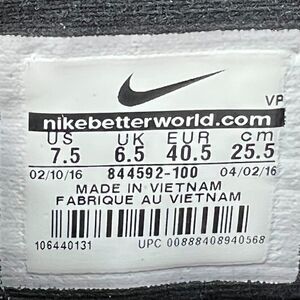 VP
nikebetterworld.com
US UK EUR cm
7.5 6.5 40.5 25.5
02/10/16 844592-100 04/02/16
MADE IN VIETNAM
FABRIQUE AU VIETNAM
106440131 UPC 00888408940568